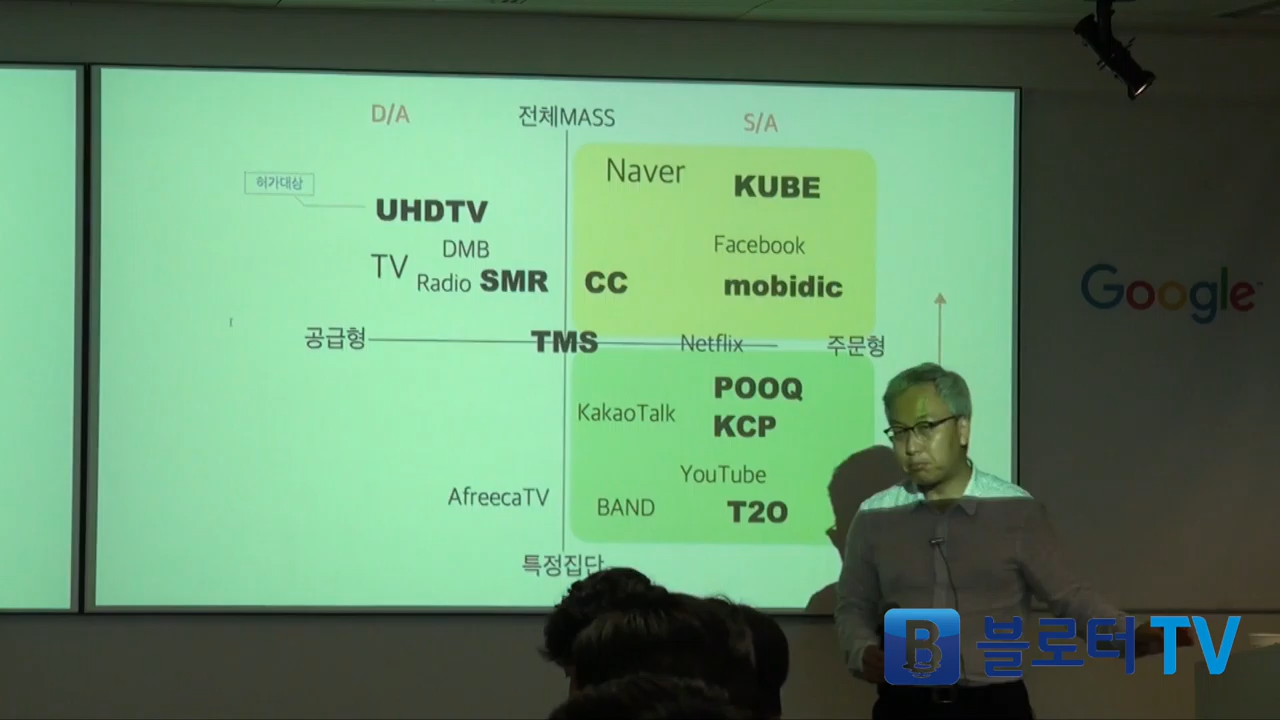 D/A
전체MASS
S/A
Naver
KUBE
허가대상
UHDTV
DMB
Facebook
TV
Radio
SMR
CC
mobidic
Google
공급형
TMS
Netflix
주문형
POOQ
KakaoTalk
KCP
YouTube
AfreecaTV
BAND
T2O
특정집단
B 블로터TV